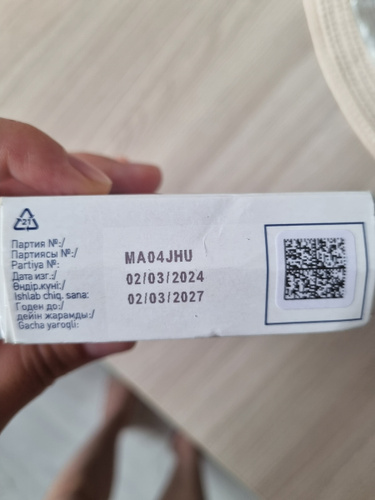 21
Партия №:/
Партиясы №:/
Partiya №:
MA04JHU
Дата изг.:/
Өндір.күні:/
Ishlab chiq. sana:
02/03/2024
Годен до:/
дейін жарамды:/
Gacha yaroqli:
02/03/2027